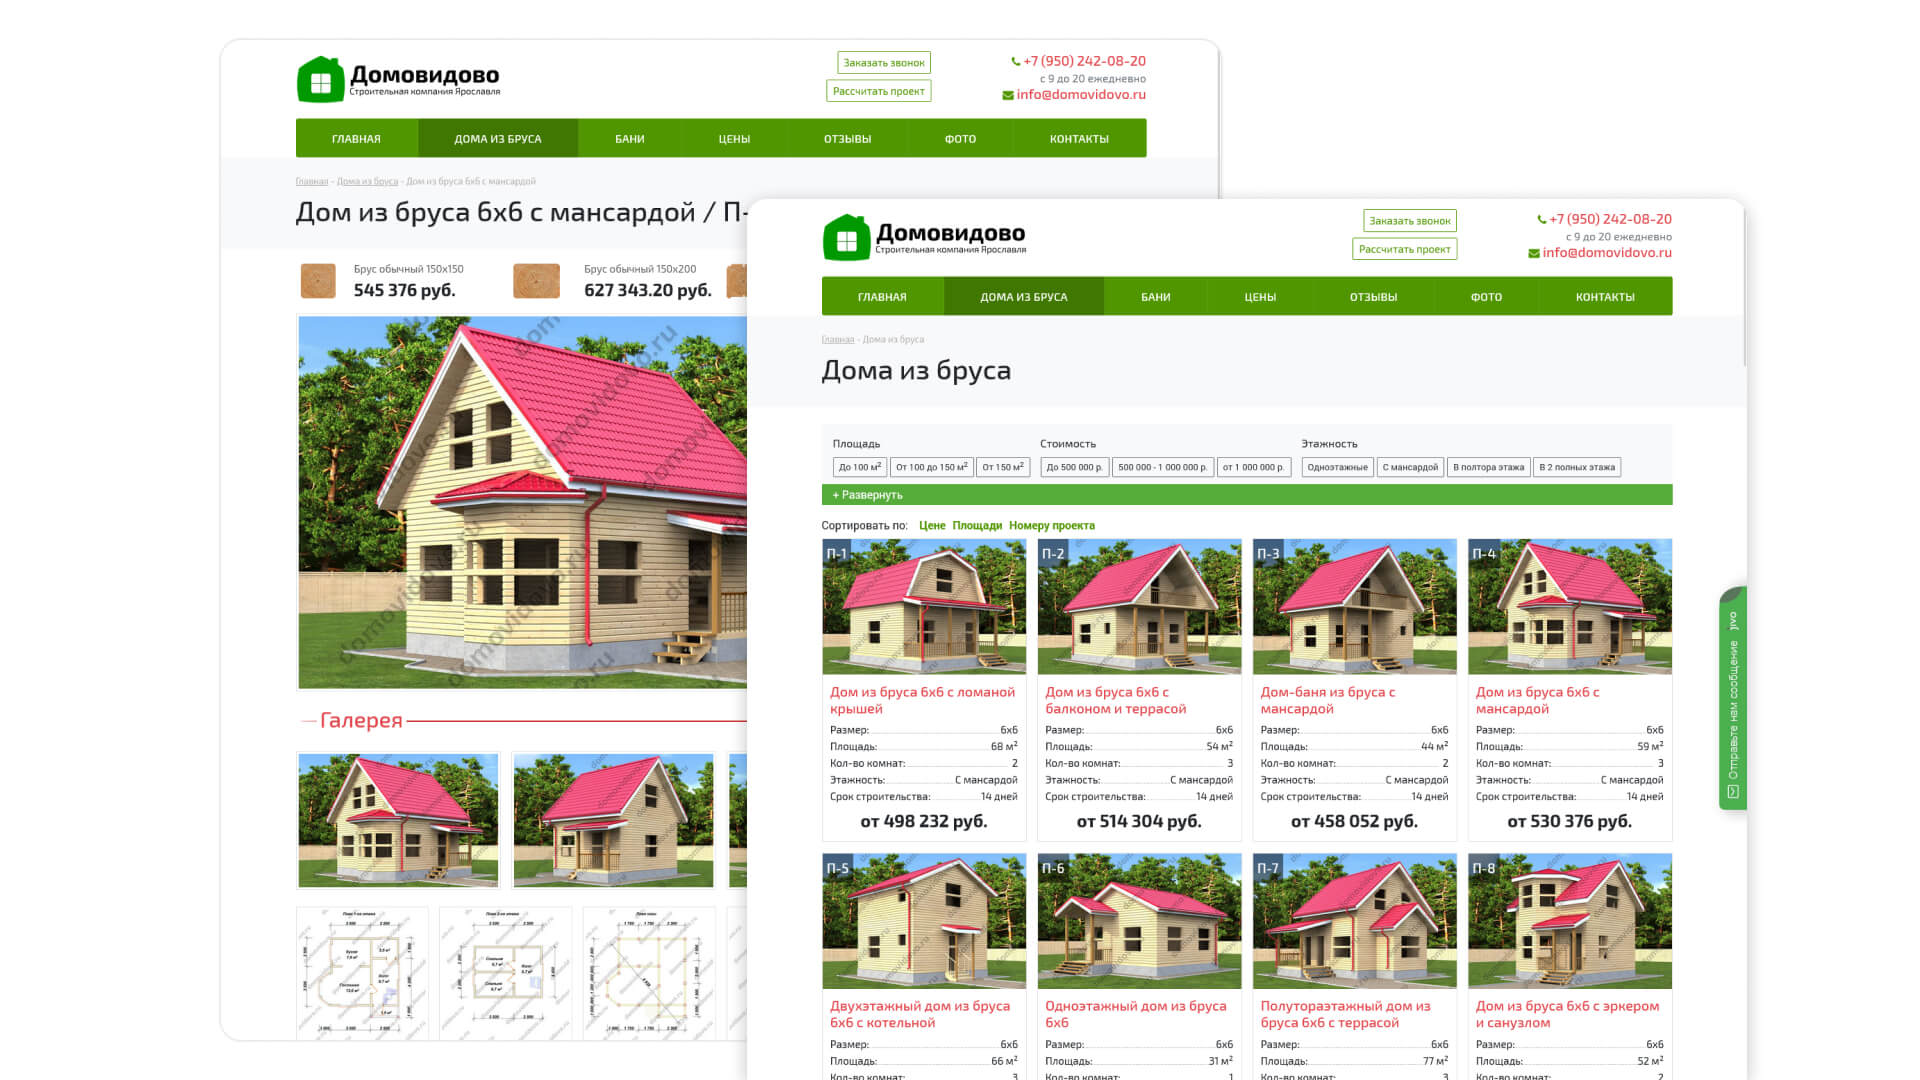 Домовидово
Строительная компания Ярославля
Заказать звонок
Рассчитать проект
+7 (950) 242-08-20
с 9 до 20 ежедневно
info@domovidovo.ru
ГЛАВНАЯ ДОМА ИЗ БРУСА БАНИ ЦЕНЫ ОТЗЫВЫ ФОТО КОНТАКТЫ
Главная - Дома из бруса - Дом из бруса 6х6 с мансардой
Дом из бруса 6х6 с мансардой / П-
Брус обычный 150х150
545 376 руб.
Брус обычный 150х200
627 343.20 руб.
domovidovo.ru
Галерея
План 1-го этажа
План 2-го этажа
Домовидово
Строительная компания Ярославля
Заказать звонок
Рассчитать проект
+7 (950) 242-08-20
с 9 до 20 ежедневно
info@domovidovo.ru
ГЛАВНАЯ ДОМА ИЗ БРУСА БАНИ ЦЕНЫ ОТЗЫВЫ ФОТО КОНТАКТЫ
Главная - Дома из бруса
Дома из бруса
Площадь Стоимость Этажность
До 100 м² От 100 до 150 м² От 150 м² До 500 000 р. 500 000 - 1 000 000 р. от 1 000 000 р. Одноэтажные С мансардой В полтора этажа В 2 полных этажа
+ Развернуть
Сортировать по: Цене Площади Номеру проекта
П-1
Дом из бруса 6х6 с ломаной
крышей
Размер: 6х6
Площадь: 68 м²
Кол-во комнат: 2
Этажность: С мансардой
Срок строительства: 14 дней
от 498 232 руб.
П-2
Дом из бруса 6х6 с
балконом и террасой
Размер: 6х6
Площадь: 54 м²
Кол-во комнат: 3
Этажность: С мансардой
Срок строительства: 14 дней
от 514 304 руб.
П-3
Дом-баня из бруса с
мансардой
Размер: 6х6
Площадь: 44 м²
Кол-во комнат: 2
Этажность: С мансардой
Срок строительства: 14 дней
от 458 052 руб.
П-4
Дом из бруса 6х6 с
мансардой
Размер: 6х6
Площадь: 59 м²
Кол-во комнат: 3
Этажность: С мансардой
Срок строительства: 14 дней
от 530 376 руб.
П-5
Двухэтажный дом из бруса
6х6 с котельной
Размер: 6х6
Площадь: 66 м²
Кол-во комнат: 3
П-6
Одноэтажный дом из бруса
6х6
Размер: 6х6
Площадь: 31 м²
Кол-во комнат: 1
П-7
Полутораэтажный дом из
бруса 6х6 с террасой
Размер: 6х6
Площадь: 77 м²
Кол-во комнат: 3
П-8
Дом из бруса 6х6 с эркером
и санузлом
Размер: 6х6
Площадь: 52 м²
Кол-во комнат: 2
Отправьте нам сообщение jivo